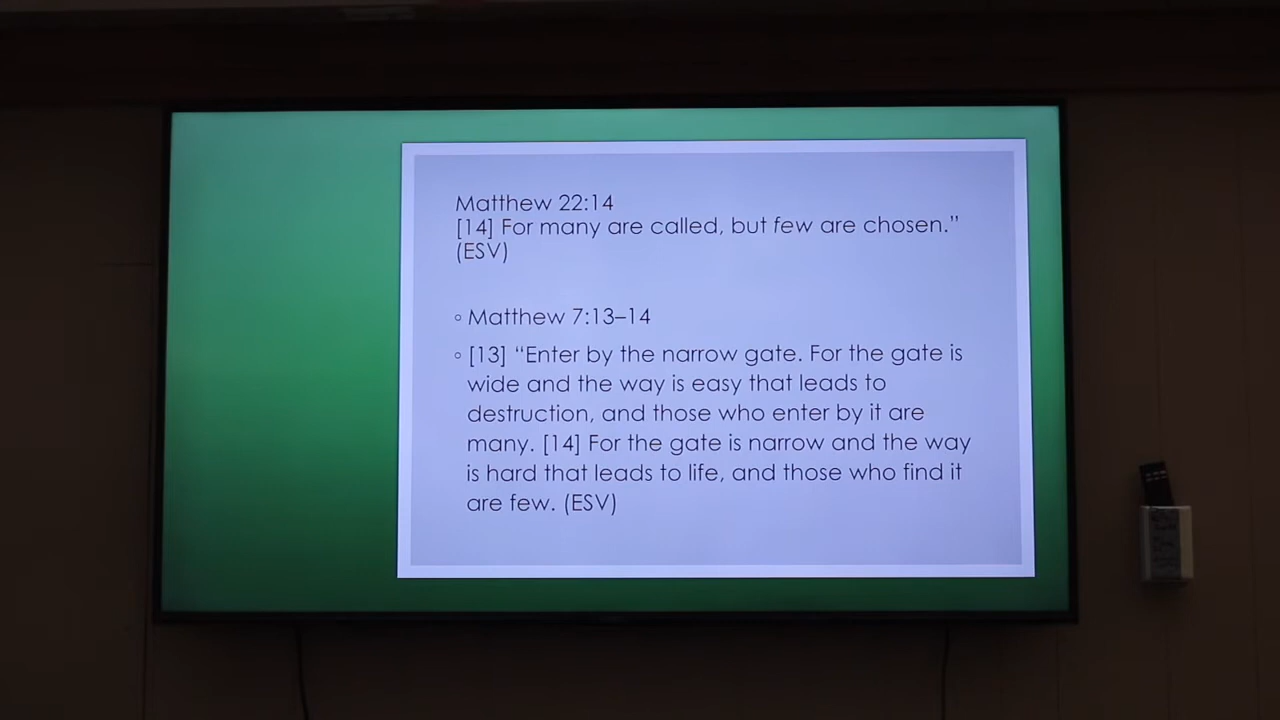 Matthew 22:14
[14] For many are called, but few are chosen.”
(ESV)
◦ Matthew 7:13–14
◦ [13] “Enter by the narrow gate. For the gate is
wide and the way is easy that leads to
destruction, and those who enter by it are
many. [14] For the gate is narrow and the way
is hard that leads to life, and those who find it
are few. (ESV)